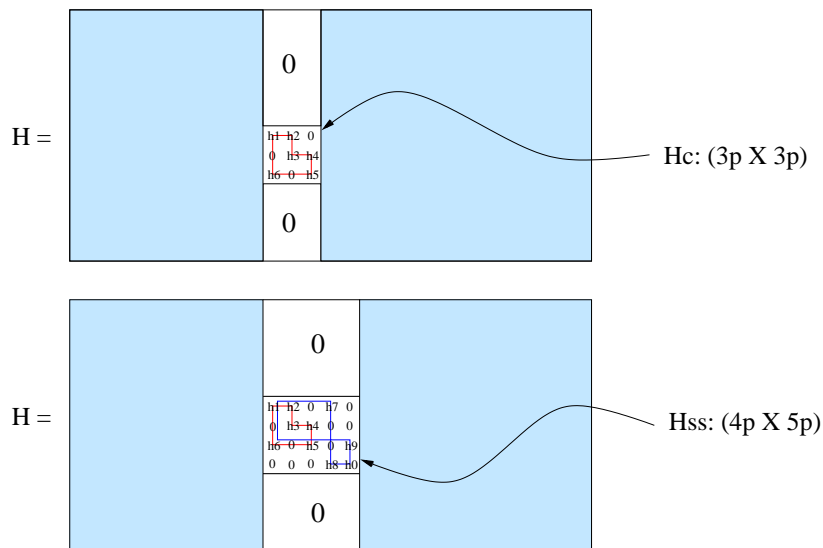 0
H =
h1 h2 0
0 h3 h4
h6 0 h5
Hc: (3p X 3p)
0
0
H =
h1 h2 0 h7 0
0 h3 h4 0 0
h6 0 h5 0 h9
0 0 0 h8 h0
Hss: (4p X 5p)
0